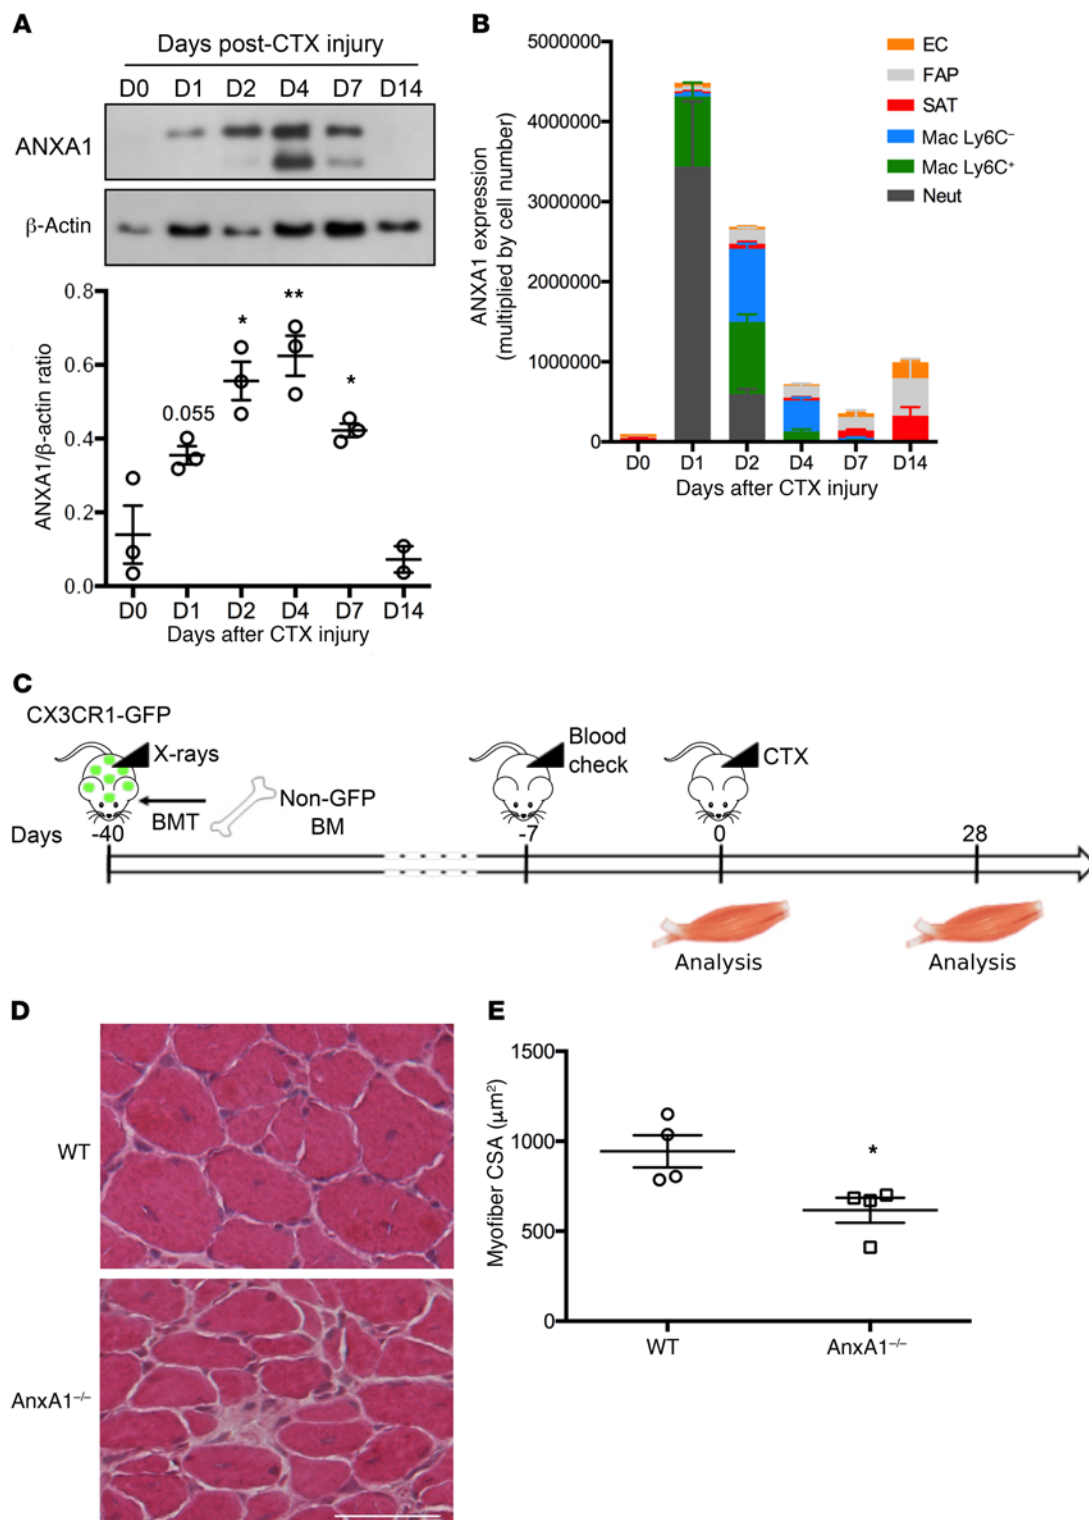 A
Days post-CTX injury
D0 D1 D2 D4 D7 D14
ANXA1
β-Actin
0.8
0.6
0.4
0.2
0.0
ANXA1/β-actin ratio
0.055
*
**
*
D0 D1 D2 D4 D7 D14
Days after CTX injury
B
5000000
4000000
3000000
2000000
1000000
0
ANXA1 expression
(multiplied by cell number)
EC
FAP
SAT
Mac Ly6C⁻
Mac Ly6C⁺
Neut
D0 D1 D2 D4 D7 D14
Days after CTX injury
C
CX3CR1-GFP
X-rays
BMT
Non-GFP
BM
Blood
check
CTX
Days -40 -7 0 28
Analysis Analysis
D
WT
AnxA1⁻/⁻
E
1500
1000
500
0
Myofiber CSA (μm²)
*
WT AnxA1⁻/⁻